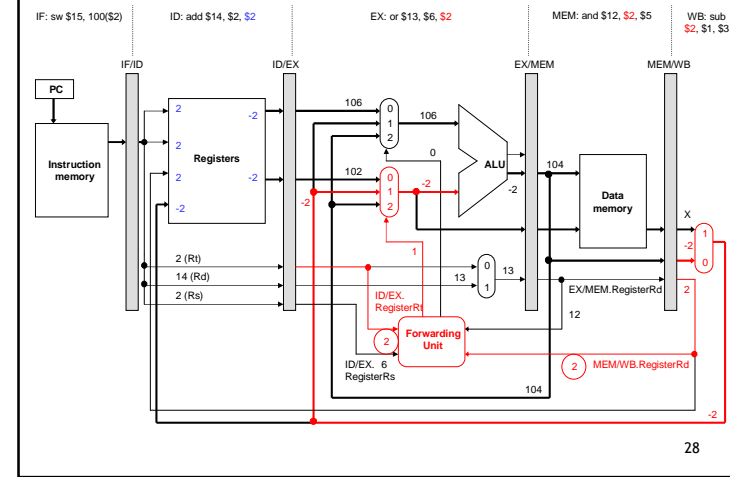 IF: sw $15, 100($2)
ID: add $14, $2, $2
EX: or $13, $6, $2
MEM: and $12, $2, $5
WB: sub
$2, $1, $3
IF/ID
ID/EX
EX/MEM
MEM/WB
PC
Instruction
memory
2
2
2
-2
Registers
-2
-2
106
102
-2
0
1
2
0
1
2
106
0
-2
1
ALU
-2
104
Data
memory
X
-2
1
0
2
2 (Rt)
14 (Rd)
2 (Rs)
ID/EX.
RegisterRt
13
0
1
13
EX/MEM.RegisterRd
12
2
Forwarding
Unit
ID/EX. 6
RegisterRs
2
MEM/WB.RegisterRd
104
-2
28